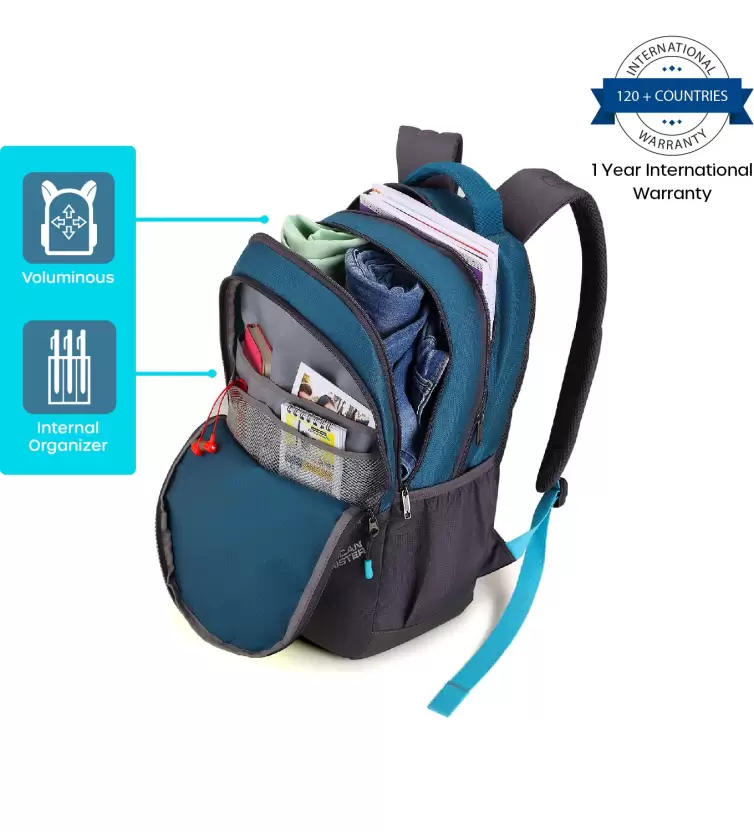 INTERNATIONAL
120 + COUNTRIES
WARRANTY
1 Year International
Warranty
Voluminous
Internal
Organizer